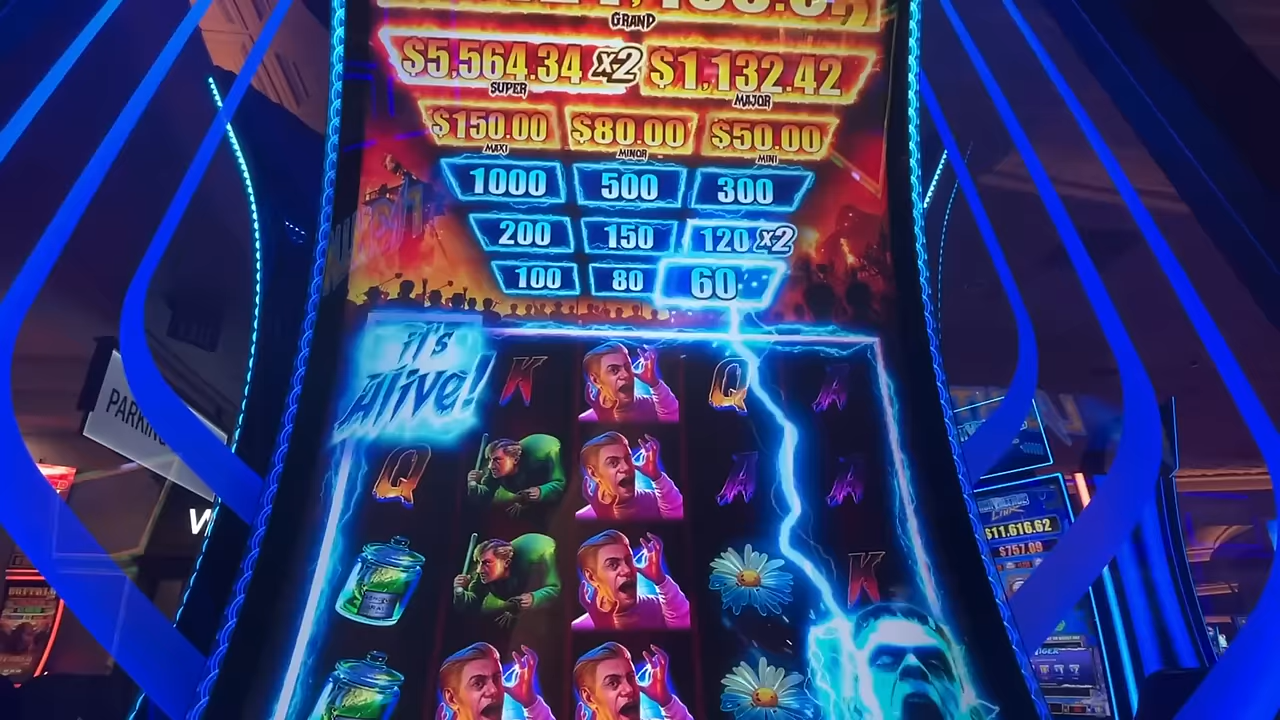 GRAND
$5,564.34 x2 $1,132.42
SUPER MAJOR
$150.00 $80.00 $50.00
MAXI MINOR MINI
1000 500 300
200 150 120 x2
100 80 60
it's
Alive!
K Q A
Q A A
K
PARKING
W
$11,616.62
$757.09